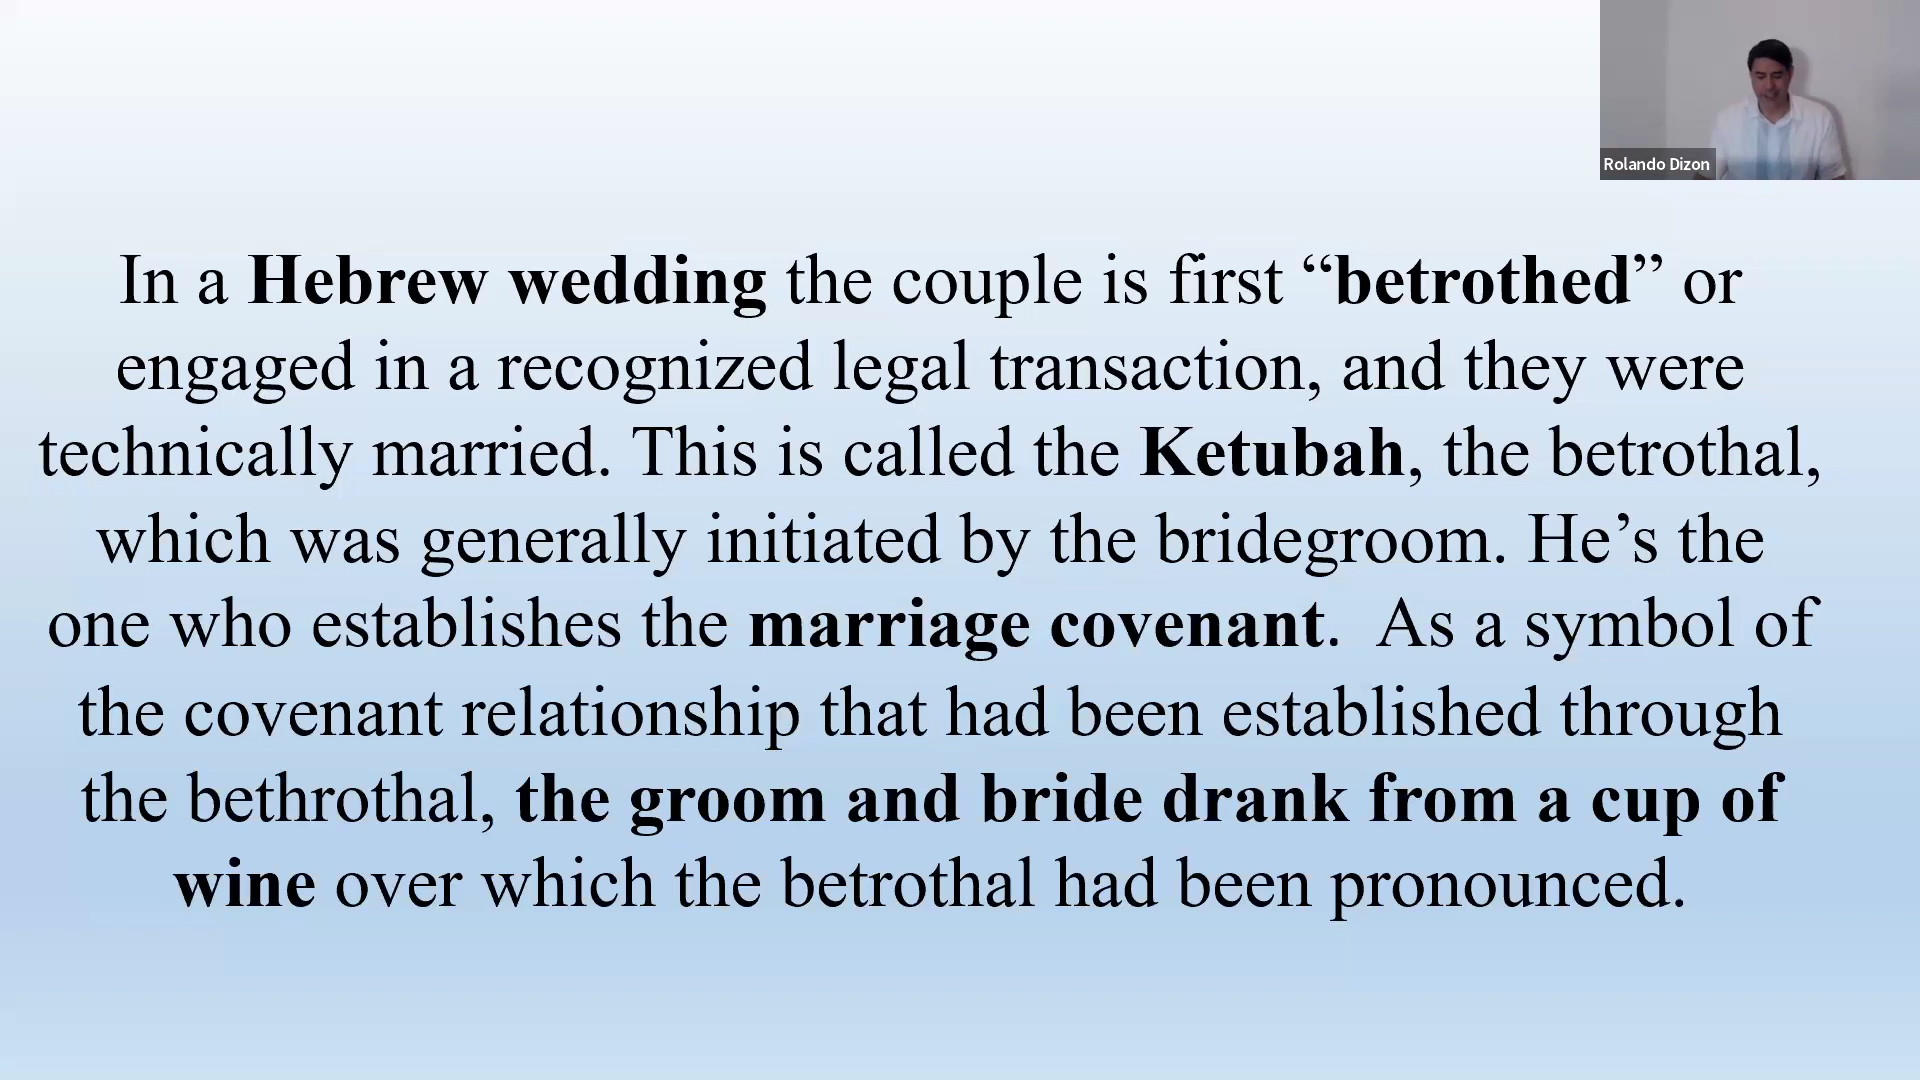 Rolando Dizon
In a Hebrew wedding the couple is first “betrothed” or
engaged in a recognized legal transaction, and they were
technically married. This is called the Ketubah, the betrothal,
which was generally initiated by the bridegroom. He’s the
one who establishes the marriage covenant.  As a symbol of
the covenant relationship that had been established through
the bethrothal, the groom and bride drank from a cup of
wine over which the betrothal had been pronounced.